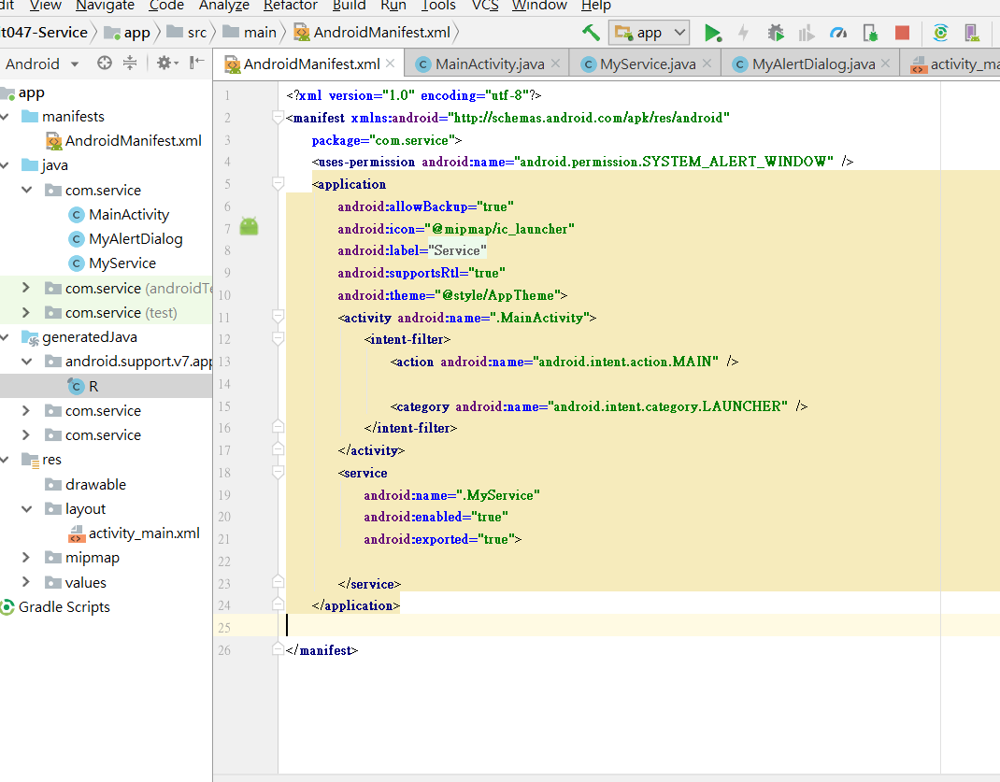 dit View Navigate Code Analyze Refactor Build Run Tools VCS Window Help
t047-Service app src main AndroidManifest.xml app
Android AndroidManifest.xml MainActivity.java MyService.java MyAlertDialog.java activity_ma
app
manifests
AndroidManifest.xml
java
com.service
MainActivity
MyAlertDialog
MyService
com.service (androidTe
com.service (test)
generatedJava
android.support.v7.app
R
com.service
com.service
res
drawable
layout
activity_main.xml
mipmap
values
Gradle Scripts
1 <?xml version="1.0" encoding="utf-8"?>
2 <manifest xmlns:android="http://schemas.android.com/apk/res/android"
3 package="com.service">
4 <uses-permission android:name="android.permission.SYSTEM_ALERT_WINDOW" />
5 <application
6 android:allowBackup="true"
7 android:icon="@mipmap/ic_launcher"
8 android:label="Service"
9 android:supportsRtl="true"
10 android:theme="@style/AppTheme">
11 <activity android:name=".MainActivity">
12 <intent-filter>
13 <action android:name="android.intent.action.MAIN" />
14
15 <category android:name="android.intent.category.LAUNCHER" />
16 </intent-filter>
17 </activity>
18 <service
19 android:name=".MyService"
20 android:enabled="true"
21 android:exported="true">
22
23 </service>
24 </application>
25
26 </manifest>